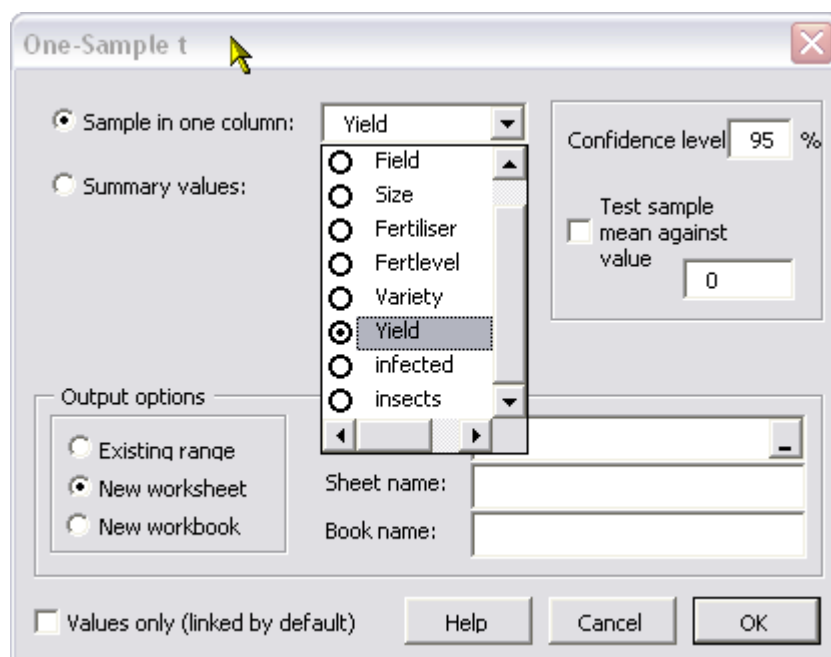 One-Sample t
Sample in one column:
Yield
Summary values:
Field
Size
Fertiliser
Fertlevel
Variety
Yield
infected
insects
Confidence level 95 %
Test sample
mean against
value
0
Output options
Existing range
New worksheet
New workbook
Sheet name:
Book name:
Values only (linked by default)
Help
Cancel
OK